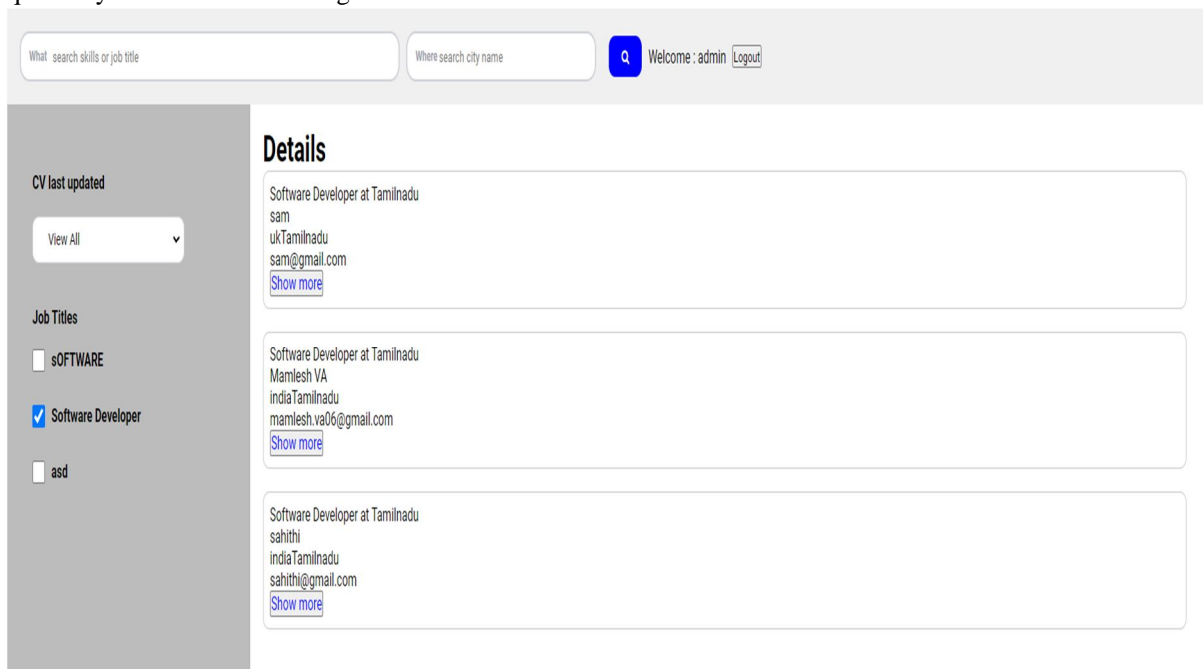 What search skills or job title
Where search city name
Welcome : admin Logout
CV last updated
View All
Job Titles
sOFTWARE
Software Developer
asd
Details
Software Developer at Tamilnadu
sam
ukTamilnadu
sam@gmail.com
Show more
Software Developer at Tamilnadu
Mamlesh VA
indiaTamilnadu
mamlesh.va06@gmail.com
Show more
Software Developer at Tamilnadu
sahithi
indiaTamilnadu
sahithi@gmail.com
Show more